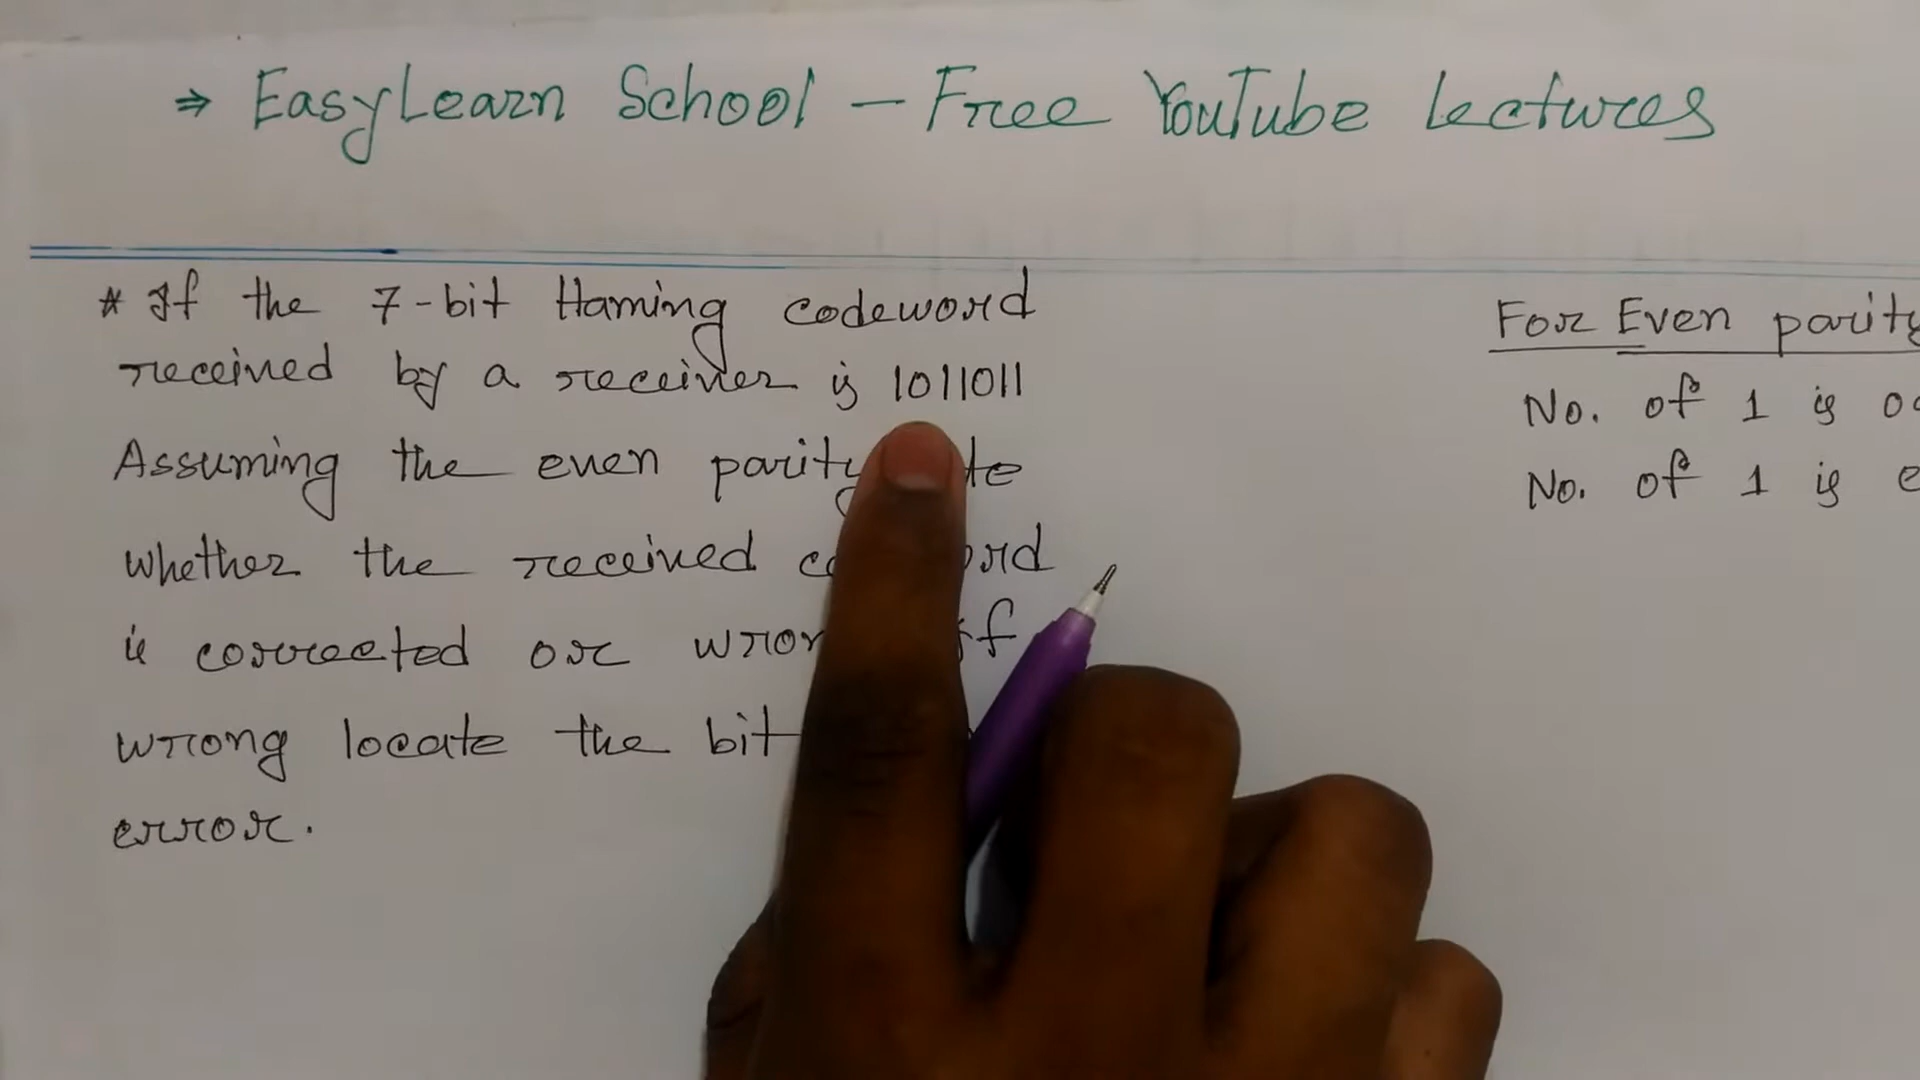 ⇒ EasyLearn School - Free YouTube Lectures
* If the 7-bit Haming codeword
received by a receiver is 1011011
Assuming the even parity
whether the received
is corrected or
wrong locate the bit
error.
For Even parity
No. of 1 is
No. of 1 is